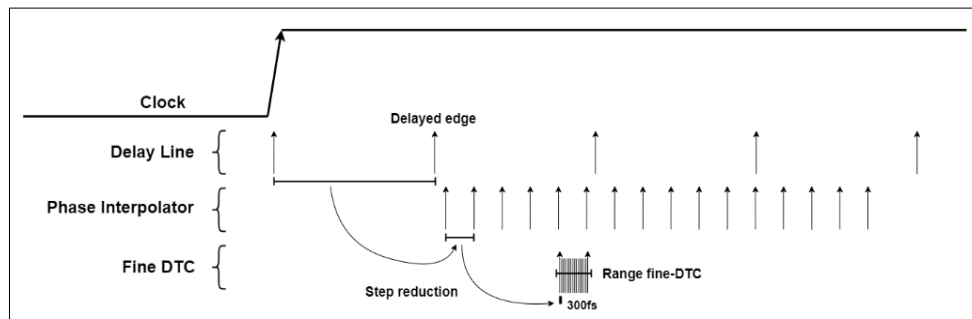 Clock
Delayed edge
Delay Line
Phase Interpolator
Fine DTC
Range fine-DTC
Step reduction
300fs